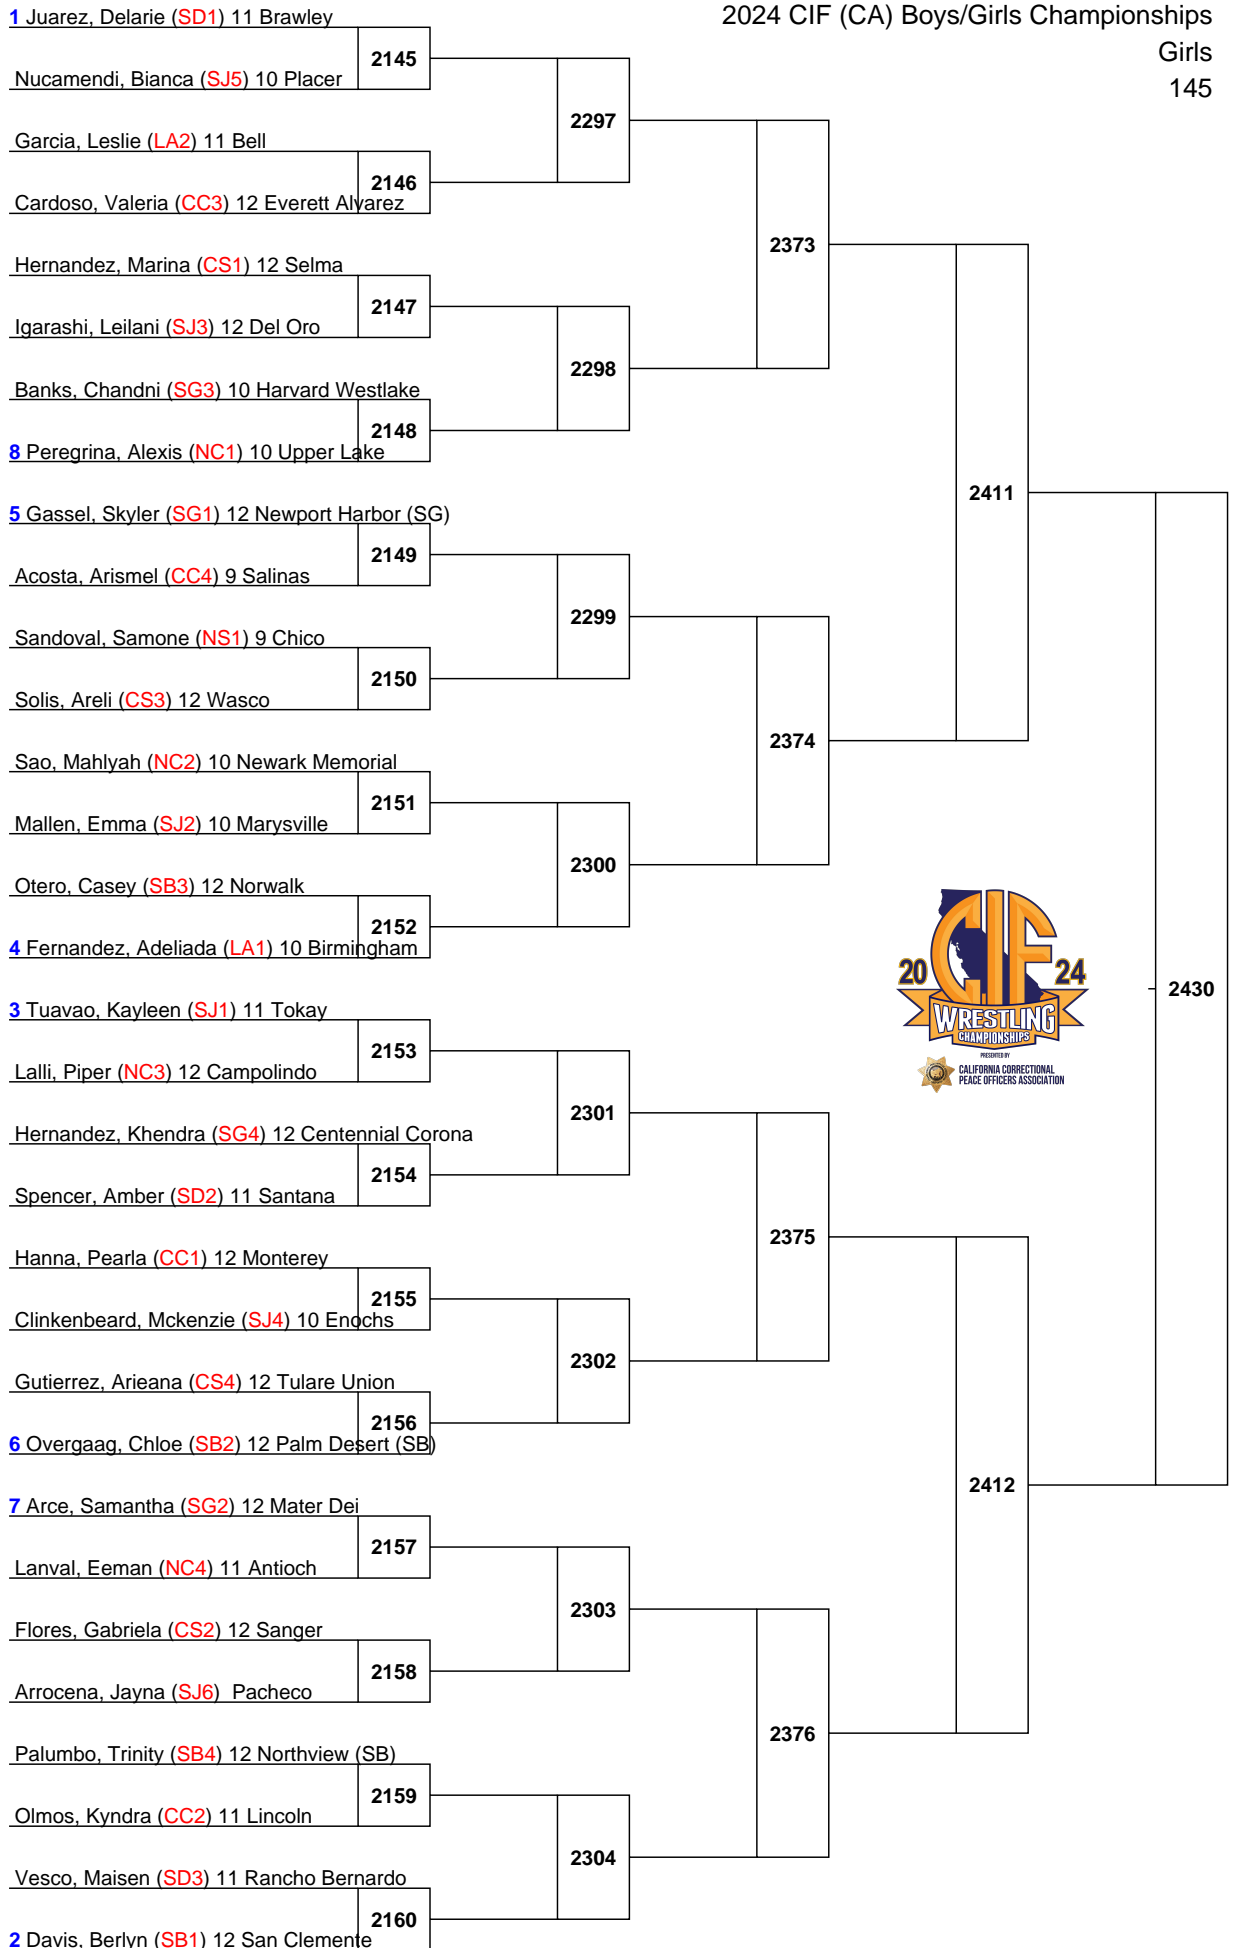 2024 CIF (CA) Boys/Girls Championships
Girls
145
1 Juarez, Delarie (SD1) 11 Brawley
2145
Nucamendi, Bianca (SJ5) 10 Placer
2297
Garcia, Leslie (LA2) 11 Bell
2146
Cardoso, Valeria (CC3) 12 Everett Alvarez
2373
Hernandez, Marina (CS1) 12 Selma
2147
Igarashi, Leilani (SJ3) 12 Del Oro
2298
Banks, Chandni (SG3) 10 Harvard Westlake
2148
8 Peregrina, Alexis (NC1) 10 Upper Lake
2411
5 Gassel, Skyler (SG1) 12 Newport Harbor (SG)
2149
Acosta, Arismel (CC4) 9 Salinas
2299
Sandoval, Samone (NS1) 9 Chico
2150
Solis, Areli (CS3) 12 Wasco
2374
Sao, Mahlyah (NC2) 10 Newark Memorial
2151
Mallen, Emma (SJ2) 10 Marysville
2300
Otero, Casey (SB3) 12 Norwalk
2152
4 Fernandez, Adeliada (LA1) 10 Birmingham
20 CIF 24
WRESTLING
CHAMPIONSHIPS
PRESENTED BY
CALIFORNIA CORRECTIONAL
PEACE OFFICERS ASSOCIATION
2430
3 Tuavao, Kayleen (SJ1) 11 Tokay
2153
Lalli, Piper (NC3) 12 Campolindo
2301
Hernandez, Khendra (SG4) 12 Centennial Corona
2154
Spencer, Amber (SD2) 11 Santana
2375
Hanna, Pearla (CC1) 12 Monterey
2155
Clinkenbeard, Mckenzie (SJ4) 10 Enochs
2302
Gutierrez, Arieana (CS4) 12 Tulare Union
2156
6 Overgaag, Chloe (SB2) 12 Palm Desert (SB)
2412
7 Arce, Samantha (SG2) 12 Mater Dei
2157
Lanval, Eeman (NC4) 11 Antioch
2303
Flores, Gabriela (CS2) 12 Sanger
2158
Arrocena, Jayna (SJ6) Pacheco
2376
Palumbo, Trinity (SB4) 12 Northview (SB)
2159
Olmos, Kyndra (CC2) 11 Lincoln
2304
Vesco, Maisen (SD3) 11 Rancho Bernardo
2160
2 Davis, Berlyn (SB1) 12 San Clemente